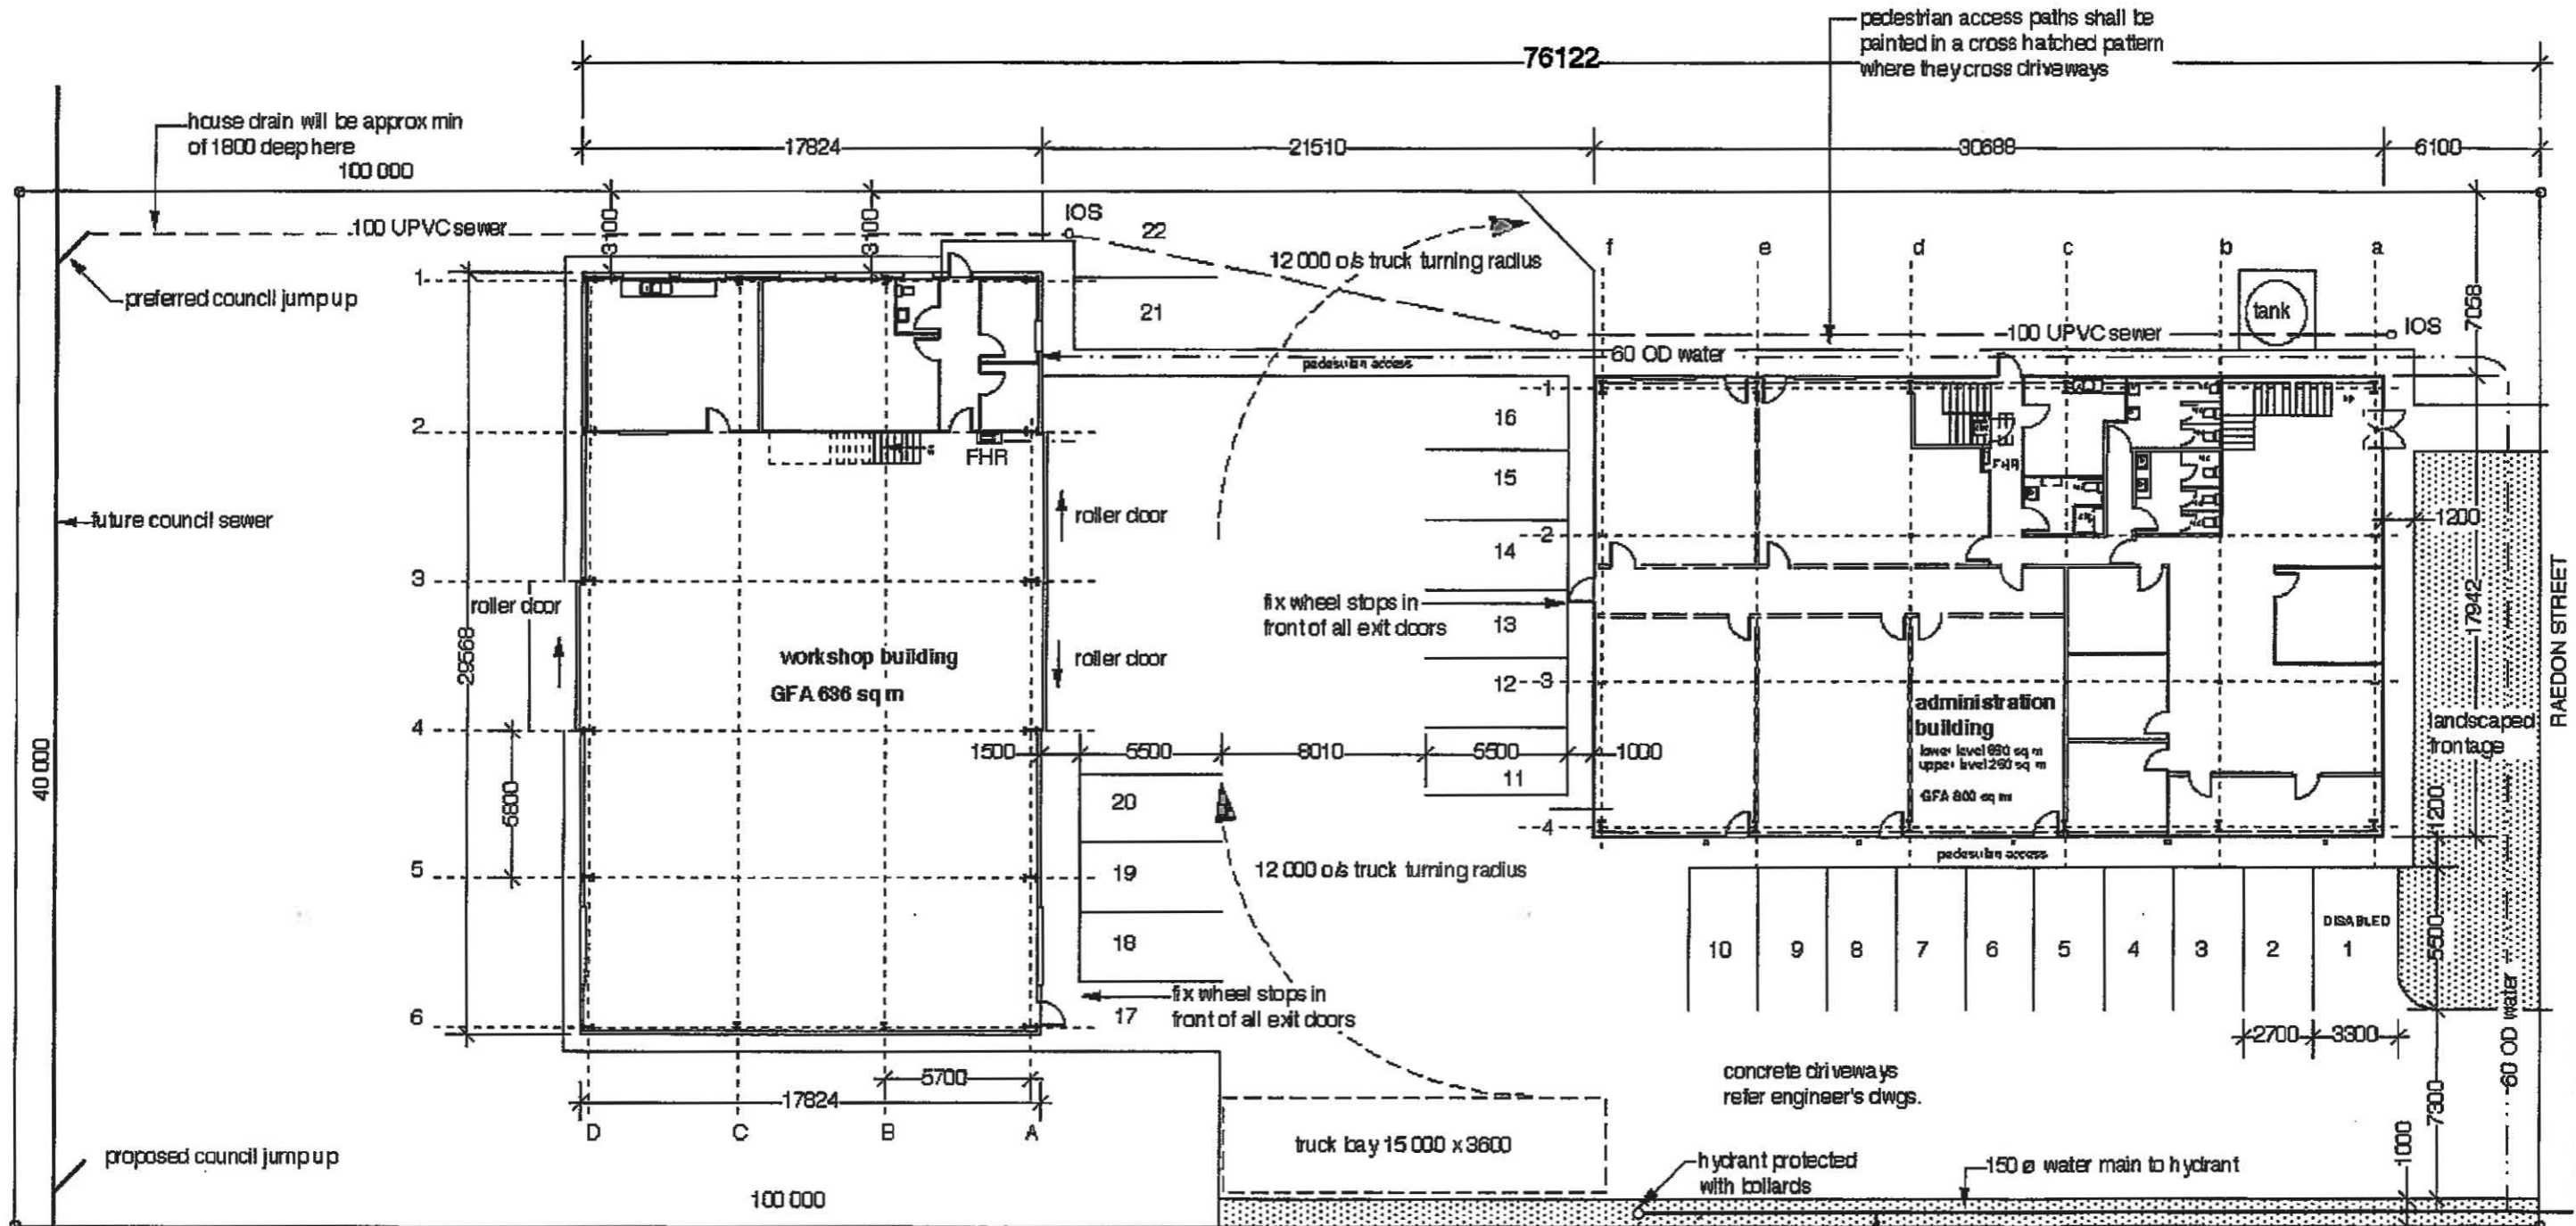 pedestrian access paths shall be
painted in a cross hatched pattern
where they cross driveways
76122
house drain will be approx min
of 1800 deep here
100 000
17824
21510
30688
6100
3100
3100
IOS
100 UPVC sewer
22
12 000 o/s truck turning radius
f
e
d
c
b
a
preferred council jump up
1
21
tank
7058
100 UPVC sewer
IOS
60 OD water
pedestrian access
1
16
2
FHR
FHR
15
roller door
future council sewer
14
2
1200
3
roller door
fix wheel stops in
front of all exit doors
13
17942
RAEDON STREET
29568
workshop building
roller door
GFA 636 sq m
12
3
administration
building
lower level
upper level
GFA 800 sq m
landscaped
frontage
4
40 000
1500
5500
8010
5500
1000
11
20
5800
1200
4
pedestrian access
5
19
12 000 o/s truck turning radius
DISABLED
18
10
9
8
7
6
5
4
3
2
1
5500
fix wheel stops in
front of all exit doors
6
17
2700
3300
60 OD water
5700
17824
concrete driveways
refer engineer's dwgs.
7300
D
C
B
A
truck bay 15 000 x 3600
proposed council jump up
hydrant protected
with bollards
150 ø water main to hydrant
1000
100 000